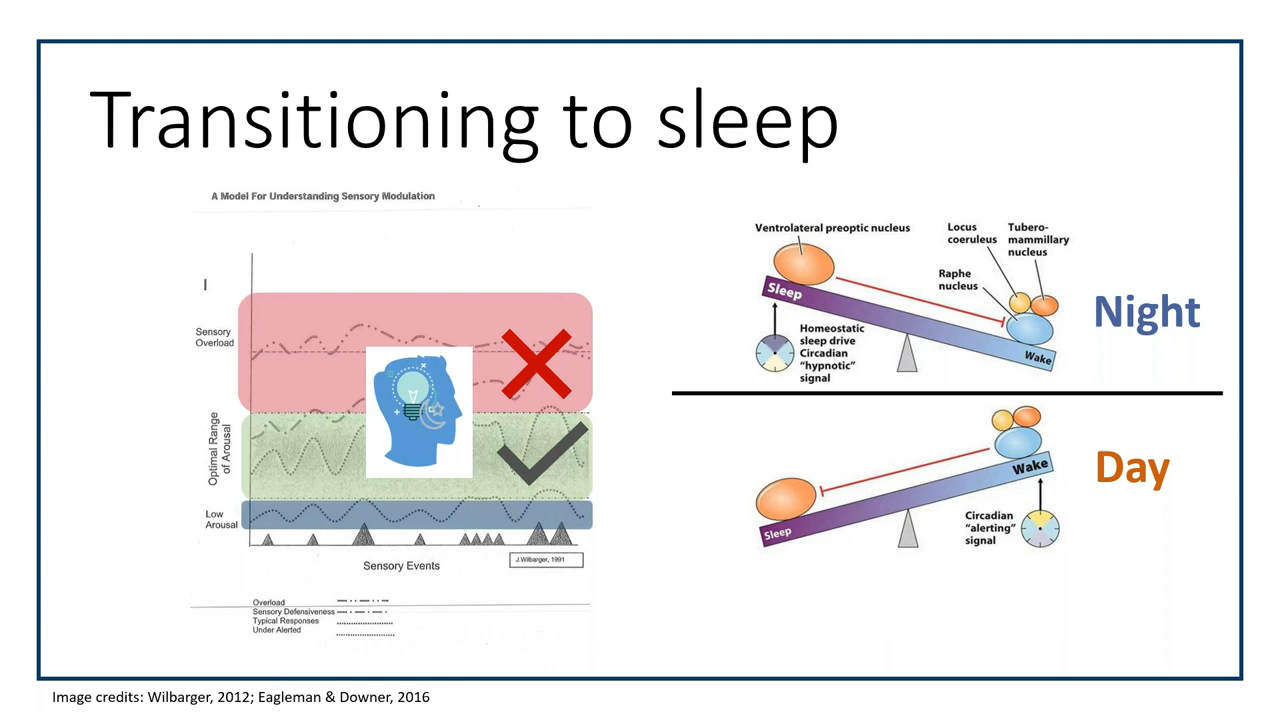 Transitioning to sleep
A Model For Understanding Sensory Modulation
I
Sensory
Overload
Optimal Range
of Arousal
Low
Arousal
Sensory Events
J.Wilbarger, 1991
Overload
Sensory Defensiveness
Typical Responses
Under Alerted
Ventrolateral preoptic nucleus
Locus
coeruleus
Tubero-
mammillary
nucleus
Raphe
nucleus
Sleep
Wake
Homeostatic
sleep drive
Circadian
“hypnotic”
signal
Night
Wake
Sleep
Circadian
“alerting”
signal
Day
Image credits: Wilbarger, 2012; Eagleman & Downer, 2016